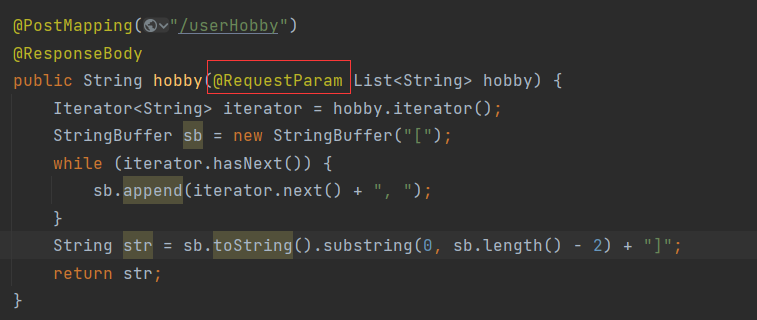 @PostMapping("/userHobby")
@ResponseBody
public String hobby(@RequestParam List<String> hobby) {
    Iterator<String> iterator = hobby.iterator();
    StringBuffer sb = new StringBuffer("[");
    while (iterator.hasNext()) {
        sb.append(iterator.next() + ", ");
    }
    String str = sb.toString().substring(0, sb.length() - 2) + "]";
    return str;
}